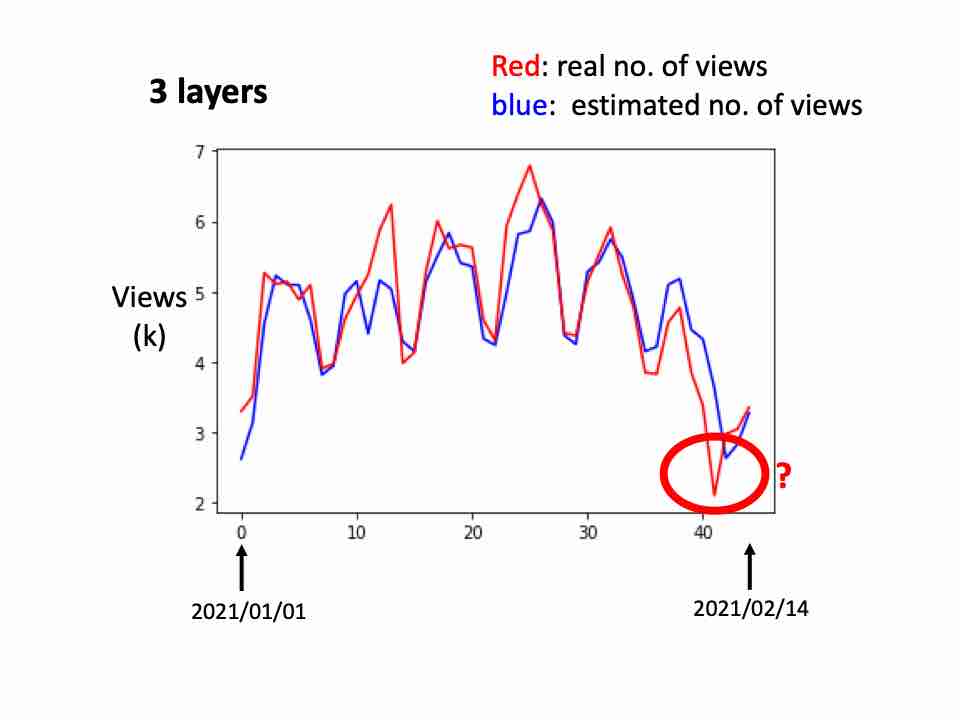 3 layers
Red: real no. of views
blue:  estimated no. of views
Views
(k)
7
6
5
4
3
2
?
0
10
20
30
40
2021/01/01
2021/02/14